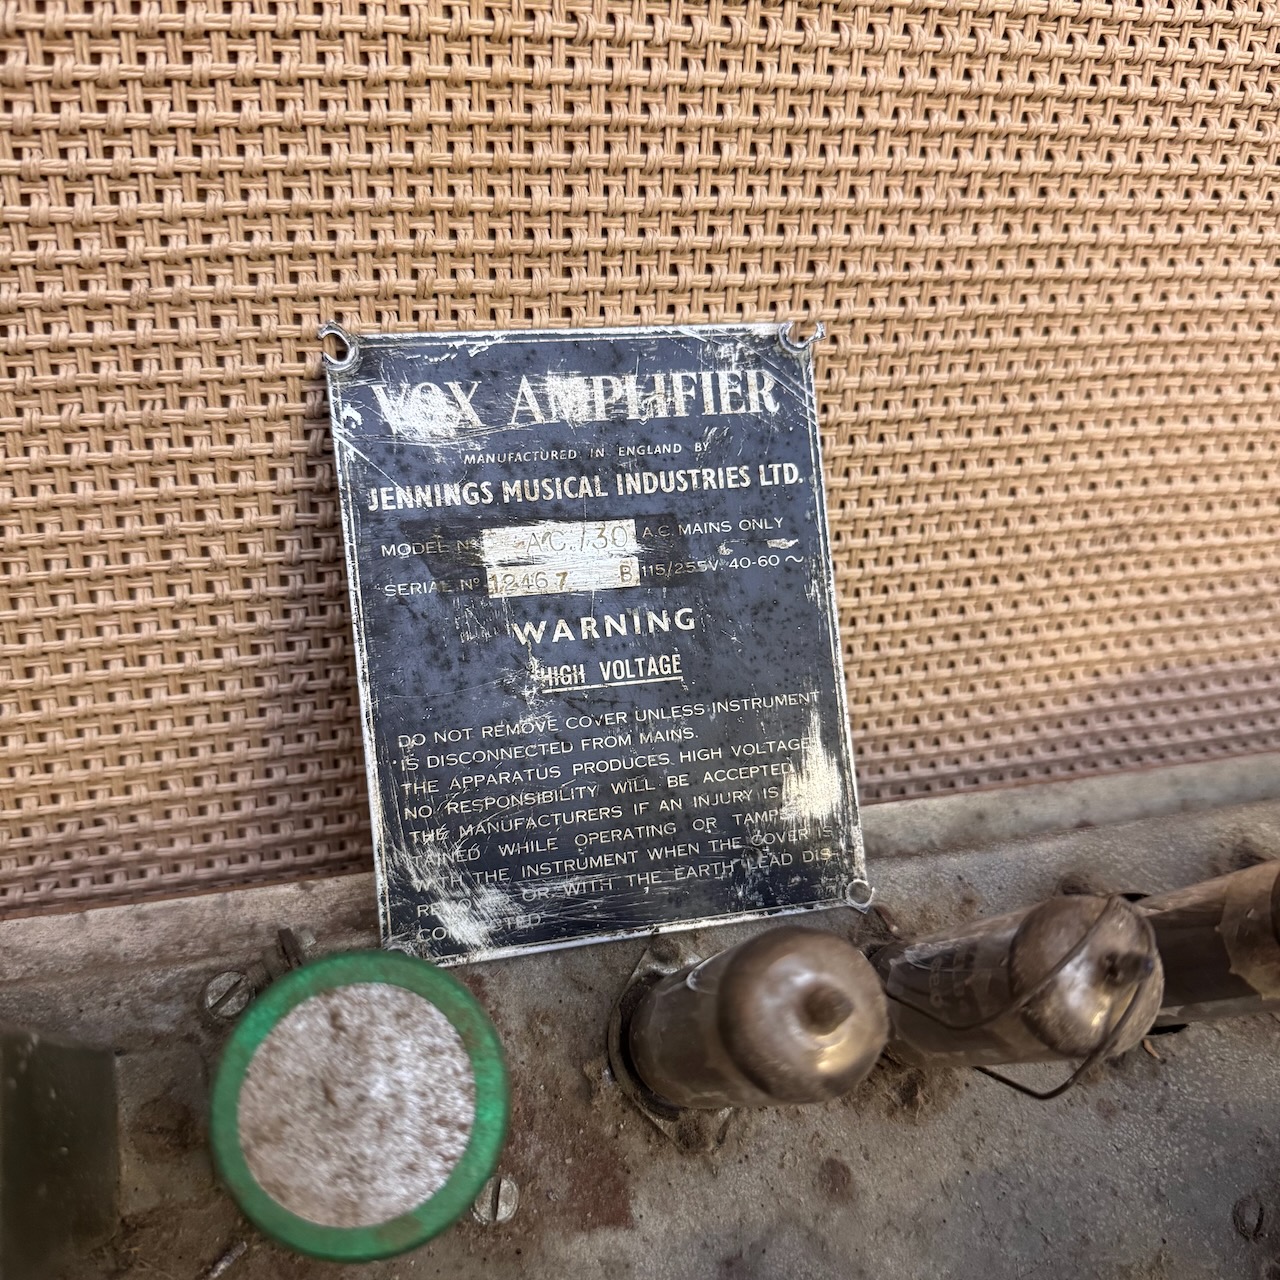 VOX AMPLIFIER
MANUFACTURED IN ENGLAND BY
JENNINGS MUSICAL INDUSTRIES LTD.
MODEL Nº AC/30 A.C. MAINS ONLY
SERIAL Nº 12467 B 115/255V 40-60 ~
WARNING
HIGH VOLTAGE
DO NOT REMOVE COVER UNLESS INSTRUMENT
IS DISCONNECTED FROM MAINS.
THE APPARATUS PRODUCES HIGH VOLTAGE
NO RESPONSIBILITY WILL BE ACCEPTED
THE MANUFACTURERS IF AN INJURY IS
TAINED WHILE OPERATING OR TAMP
WITH THE INSTRUMENT WHEN THE COVER IS
OR WITH THE EARTH LEAD DIS-